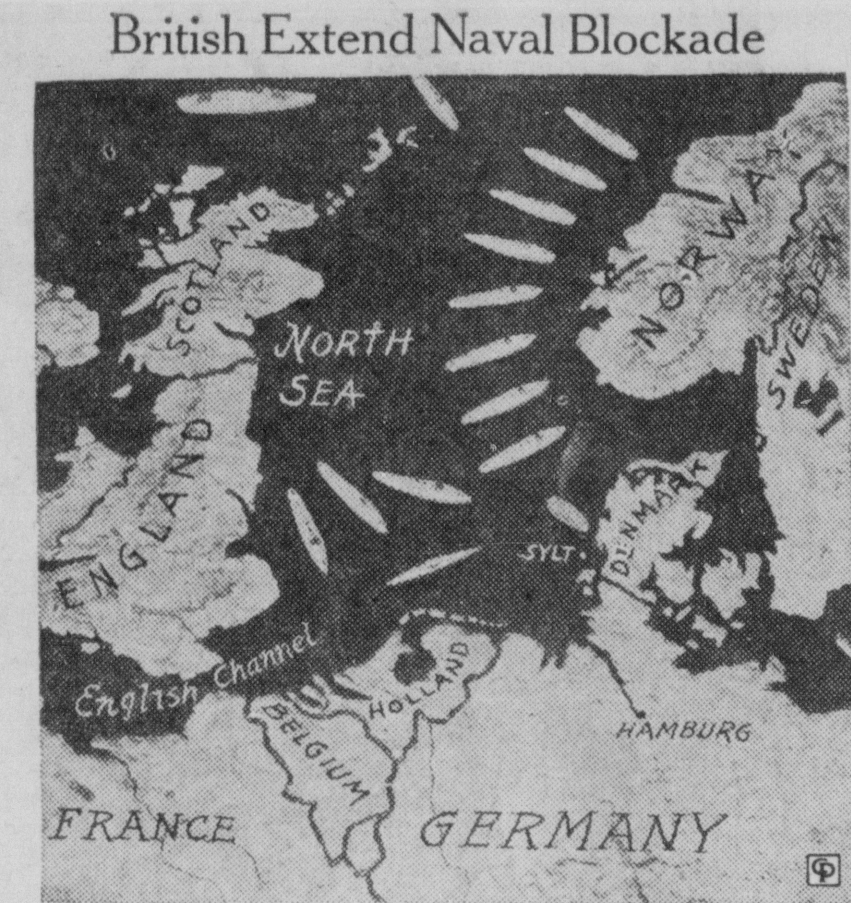 British Extend Naval Blockade
NORWAY
SCOTLAND
SWEDEN
NORTH
SEA
ENGLAND
DENMARK
SYLT
English Channel
HOLLAND
BELGIUM
HAMBURG
FRANCE
GERMANY
CP